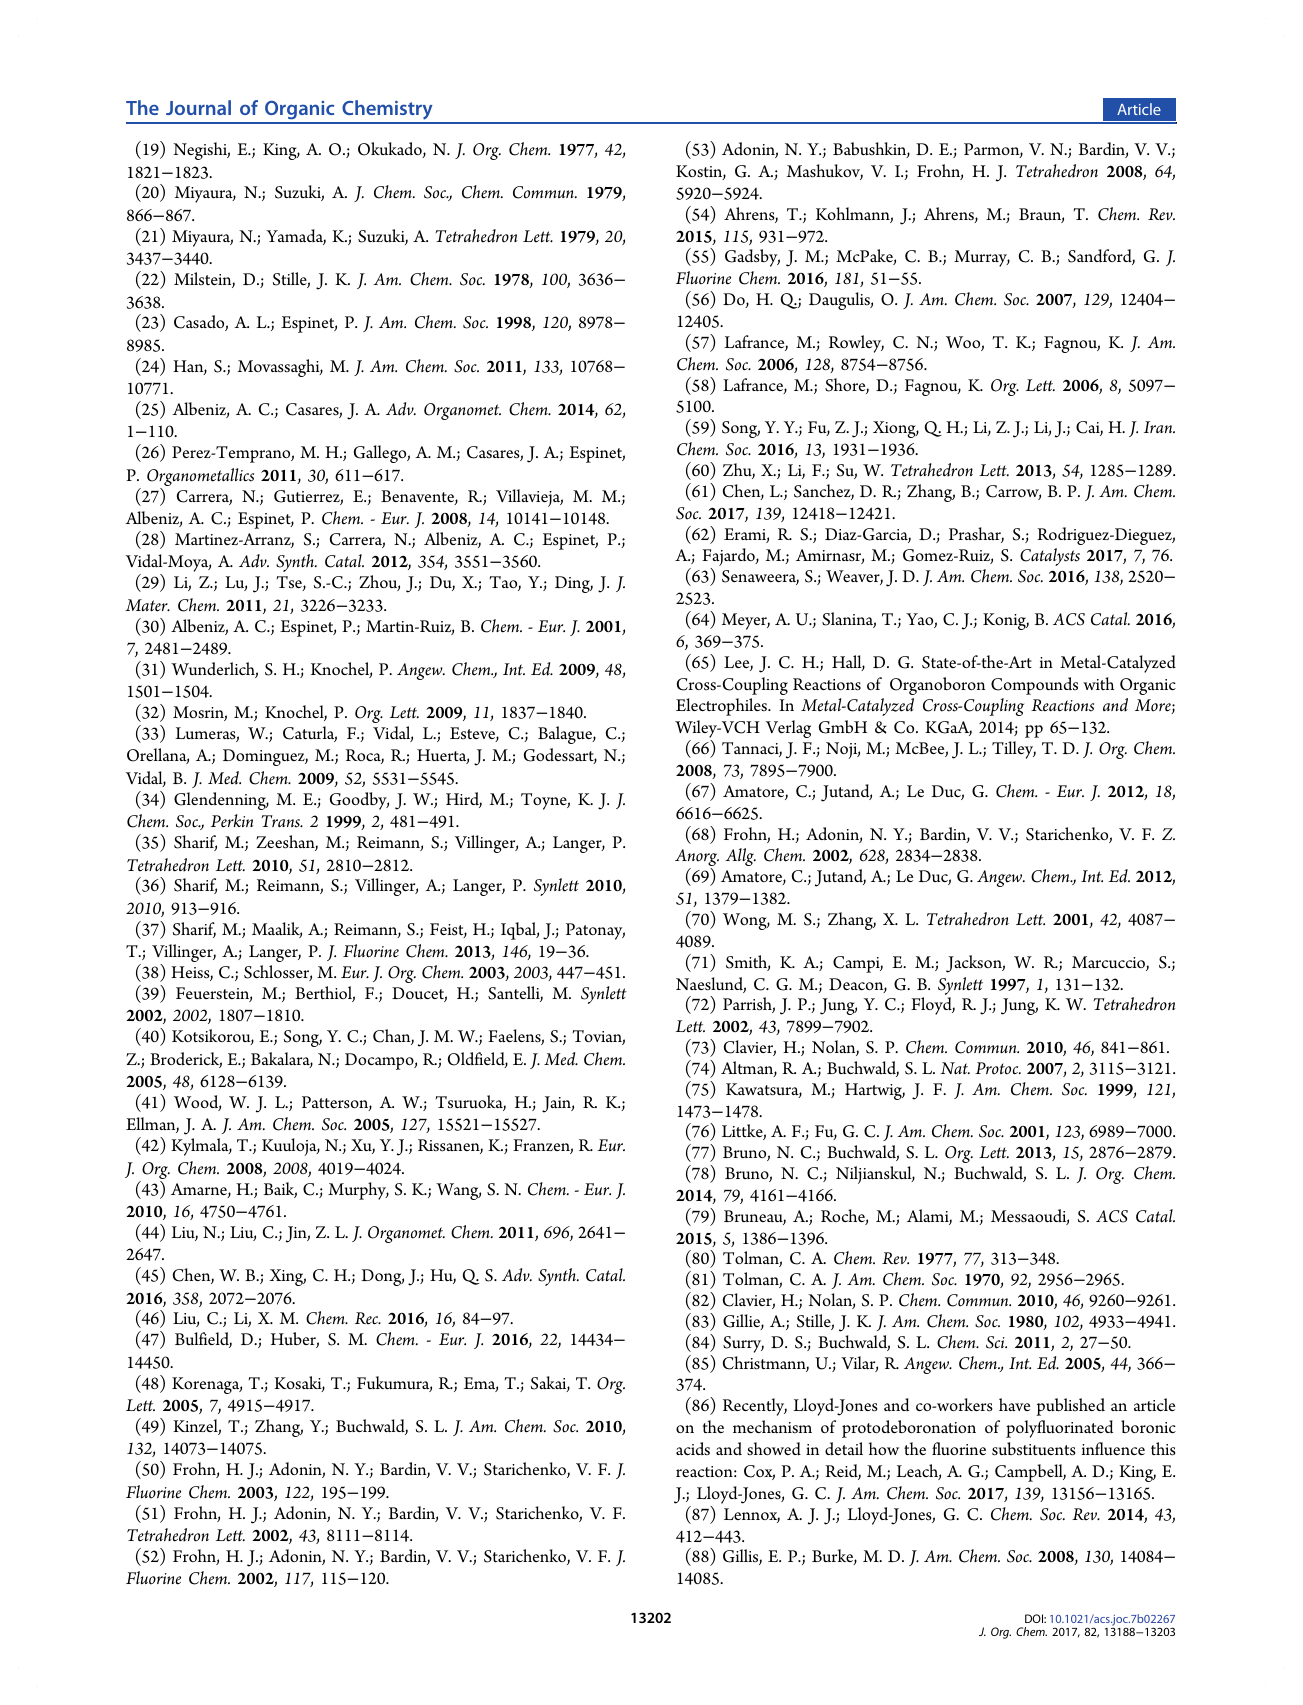 The Journal of Organic Chemistry
Article
(19) Negishi, E.; King, A. O.; Okukado, N. J. Org. Chem. 1977, 42,
1821−1823.
(20) Miyaura, N.; Suzuki, A. J. Chem. Soc., Chem. Commun. 1979,
866−867.
(21) Miyaura, N.; Yamada, K.; Suzuki, A. Tetrahedron Lett. 1979, 20,
3437−3440.
(22) Milstein, D.; Stille, J. K. J. Am. Chem. Soc. 1978, 100, 3636−
3638.
(23) Casado, A. L.; Espinet, P. J. Am. Chem. Soc. 1998, 120, 8978−
8985.
(24) Han, S.; Movassaghi, M. J. Am. Chem. Soc. 2011, 133, 10768−
10771.
(25) Albeniz, A. C.; Casares, J. A. Adv. Organomet. Chem. 2014, 62,
1−110.
(26) Perez-Temprano, M. H.; Gallego, A. M.; Casares, J. A.; Espinet,
P. Organometallics 2011, 30, 611−617.
(27) Carrera, N.; Gutierrez, E.; Benavente, R.; Villavieja, M. M.;
Albeniz, A. C.; Espinet, P. Chem. - Eur. J. 2008, 14, 10141−10148.
(28) Martinez-Arranz, S.; Carrera, N.; Albeniz, A. C.; Espinet, P.;
Vidal-Moya, A. Adv. Synth. Catal. 2012, 354, 3551−3560.
(29) Li, Z.; Lu, J.; Tse, S.-C.; Zhou, J.; Du, X.; Tao, Y.; Ding, J. J.
Mater. Chem. 2011, 21, 3226−3233.
(30) Albeniz, A. C.; Espinet, P.; Martin-Ruiz, B. Chem. - Eur. J. 2001,
7, 2481−2489.
(31) Wunderlich, S. H.; Knochel, P. Angew. Chem., Int. Ed. 2009, 48,
1501−1504.
(32) Mosrin, M.; Knochel, P. Org. Lett. 2009, 11, 1837−1840.
(33) Lumeras, W.; Caturla, F.; Vidal, L.; Esteve, C.; Balague, C.;
Orellana, A.; Dominguez, M.; Roca, R.; Huerta, J. M.; Godessart, N.;
Vidal, B. J. Med. Chem. 2009, 52, 5531−5545.
(34) Glendenning, M. E.; Goodby, J. W.; Hird, M.; Toyne, K. J. J.
Chem. Soc., Perkin Trans. 2 1999, 2, 481−491.
(35) Sharif, M.; Zeeshan, M.; Reimann, S.; Villinger, A.; Langer, P.
Tetrahedron Lett. 2010, 51, 2810−2812.
(36) Sharif, M.; Reimann, S.; Villinger, A.; Langer, P. Synlett 2010,
2010, 913−916.
(37) Sharif, M.; Maalik, A.; Reimann, S.; Feist, H.; Iqbal, J.; Patonay,
T.; Villinger, A.; Langer, P. J. Fluorine Chem. 2013, 146, 19−36.
(38) Heiss, C.; Schlosser, M. Eur. J. Org. Chem. 2003, 2003, 447−451.
(39) Feuerstein, M.; Berthiol, F.; Doucet, H.; Santelli, M. Synlett
2002, 2002, 1807−1810.
(40) Kotsikorou, E.; Song, Y. C.; Chan, J. M. W.; Faelens, S.; Tovian,
Z.; Broderick, E.; Bakalara, N.; Docampo, R.; Oldfield, E. J. Med. Chem.
2005, 48, 6128−6139.
(41) Wood, W. J. L.; Patterson, A. W.; Tsuruoka, H.; Jain, R. K.;
Ellman, J. A. J. Am. Chem. Soc. 2005, 127, 15521−15527.
(42) Kylmala, T.; Kuuloja, N.; Xu, Y. J.; Rissanen, K.; Franzen, R. Eur.
J. Org. Chem. 2008, 2008, 4019−4024.
(43) Amarne, H.; Baik, C.; Murphy, S. K.; Wang, S. N. Chem. - Eur. J.
2010, 16, 4750−4761.
(44) Liu, N.; Liu, C.; Jin, Z. L. J. Organomet. Chem. 2011, 696, 2641−
2647.
(45) Chen, W. B.; Xing, C. H.; Dong, J.; Hu, Q. S. Adv. Synth. Catal.
2016, 358, 2072−2076.
(46) Liu, C.; Li, X. M. Chem. Rec. 2016, 16, 84−97.
(47) Bulfield, D.; Huber, S. M. Chem. - Eur. J. 2016, 22, 14434−
14450.
(48) Korenaga, T.; Kosaki, T.; Fukumura, R.; Ema, T.; Sakai, T. Org.
Lett. 2005, 7, 4915−4917.
(49) Kinzel, T.; Zhang, Y.; Buchwald, S. L. J. Am. Chem. Soc. 2010,
132, 14073−14075.
(50) Frohn, H. J.; Adonin, N. Y.; Bardin, V. V.; Starichenko, V. F. J.
Fluorine Chem. 2003, 122, 195−199.
(51) Frohn, H. J.; Adonin, N. Y.; Bardin, V. V.; Starichenko, V. F.
Tetrahedron Lett. 2002, 43, 8111−8114.
(52) Frohn, H. J.; Adonin, N. Y.; Bardin, V. V.; Starichenko, V. F. J.
Fluorine Chem. 2002, 117, 115−120.
(53) Adonin, N. Y.; Babushkin, D. E.; Parmon, V. N.; Bardin, V. V.;
Kostin, G. A.; Mashukov, V. I.; Frohn, H. J. Tetrahedron 2008, 64,
5920−5924.
(54) Ahrens, T.; Kohlmann, J.; Ahrens, M.; Braun, T. Chem. Rev.
2015, 115, 931−972.
(55) Gadsby, J. M.; McPake, C. B.; Murray, C. B.; Sandford, G. J.
Fluorine Chem. 2016, 181, 51−55.
(56) Do, H. Q.; Daugulis, O. J. Am. Chem. Soc. 2007, 129, 12404−
12405.
(57) Lafrance, M.; Rowley, C. N.; Woo, T. K.; Fagnou, K. J. Am.
Chem. Soc. 2006, 128, 8754−8756.
(58) Lafrance, M.; Shore, D.; Fagnou, K. Org. Lett. 2006, 8, 5097−
5100.
(59) Song, Y. Y.; Fu, Z. J.; Xiong, Q. H.; Li, Z. J.; Li, J.; Cai, H. J. Iran.
Chem. Soc. 2016, 13, 1931−1936.
(60) Zhu, X.; Li, F.; Su, W. Tetrahedron Lett. 2013, 54, 1285−1289.
(61) Chen, L.; Sanchez, D. R.; Zhang, B.; Carrow, B. P. J. Am. Chem.
Soc. 2017, 139, 12418−12421.
(62) Erami, R. S.; Diaz-Garcia, D.; Prashar, S.; Rodriguez-Dieguez,
A.; Fajardo, M.; Amirnasr, M.; Gomez-Ruiz, S. Catalysts 2017, 7, 76.
(63) Senaweera, S.; Weaver, J. D. J. Am. Chem. Soc. 2016, 138, 2520−
2523.
(64) Meyer, A. U.; Slanina, T.; Yao, C. J.; Konig, B. ACS Catal. 2016,
6, 369−375.
(65) Lee, J. C. H.; Hall, D. G. State-of-the-Art in Metal-Catalyzed
Cross-Coupling Reactions of Organoboron Compounds with Organic
Electrophiles. In Metal-Catalyzed Cross-Coupling Reactions and More;
Wiley-VCH Verlag GmbH & Co. KGaA, 2014; pp 65−132.
(66) Tannaci, J. F.; Noji, M.; McBee, J. L.; Tilley, T. D. J. Org. Chem.
2008, 73, 7895−7900.
(67) Amatore, C.; Jutand, A.; Le Duc, G. Chem. - Eur. J. 2012, 18,
6616−6625.
(68) Frohn, H.; Adonin, N. Y.; Bardin, V. V.; Starichenko, V. F. Z.
Anorg. Allg. Chem. 2002, 628, 2834−2838.
(69) Amatore, C.; Jutand, A.; Le Duc, G. Angew. Chem., Int. Ed. 2012,
51, 1379−1382.
(70) Wong, M. S.; Zhang, X. L. Tetrahedron Lett. 2001, 42, 4087−
4089.
(71) Smith, K. A.; Campi, E. M.; Jackson, W. R.; Marcuccio, S.;
Naeslund, C. G. M.; Deacon, G. B. Synlett 1997, 1, 131−132.
(72) Parrish, J. P.; Jung, Y. C.; Floyd, R. J.; Jung, K. W. Tetrahedron
Lett. 2002, 43, 7899−7902.
(73) Clavier, H.; Nolan, S. P. Chem. Commun. 2010, 46, 841−861.
(74) Altman, R. A.; Buchwald, S. L. Nat. Protoc. 2007, 2, 3115−3121.
(75) Kawatsura, M.; Hartwig, J. F. J. Am. Chem. Soc. 1999, 121,
1473−1478.
(76) Littke, A. F.; Fu, G. C. J. Am. Chem. Soc. 2001, 123, 6989−7000.
(77) Bruno, N. C.; Buchwald, S. L. Org. Lett. 2013, 15, 2876−2879.
(78) Bruno, N. C.; Niljianskul, N.; Buchwald, S. L. J. Org. Chem.
2014, 79, 4161−4166.
(79) Bruneau, A.; Roche, M.; Alami, M.; Messaoudi, S. ACS Catal.
2015, 5, 1386−1396.
(80) Tolman, C. A. Chem. Rev. 1977, 77, 313−348.
(81) Tolman, C. A. J. Am. Chem. Soc. 1970, 92, 2956−2965.
(82) Clavier, H.; Nolan, S. P. Chem. Commun. 2010, 46, 9260−9261.
(83) Gillie, A.; Stille, J. K. J. Am. Chem. Soc. 1980, 102, 4933−4941.
(84) Surry, D. S.; Buchwald, S. L. Chem. Sci. 2011, 2, 27−50.
(85) Christmann, U.; Vilar, R. Angew. Chem., Int. Ed. 2005, 44, 366−
374.
(86) Recently, Lloyd-Jones and co-workers have published an article
on the mechanism of protodeboronation of polyfluorinated boronic
acids and showed in detail how the fluorine substituents influence this
reaction: Cox, P. A.; Reid, M.; Leach, A. G.; Campbell, A. D.; King, E.
J.; Lloyd-Jones, G. C. J. Am. Chem. Soc. 2017, 139, 13156−13165.
(87) Lennox, A. J. J.; Lloyd-Jones, G. C. Chem. Soc. Rev. 2014, 43,
412−443.
(88) Gillis, E. P.; Burke, M. D. J. Am. Chem. Soc. 2008, 130, 14084−
14085.
13202
DOI: 10.1021/acs.joc.7b02267
J. Org. Chem. 2017, 82, 13188−13203